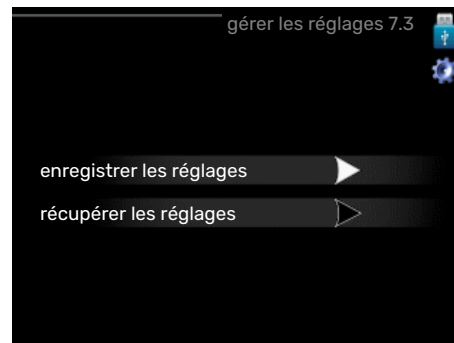 gérer les réglages 7.3
enregistrer les réglages
récupérer les réglages